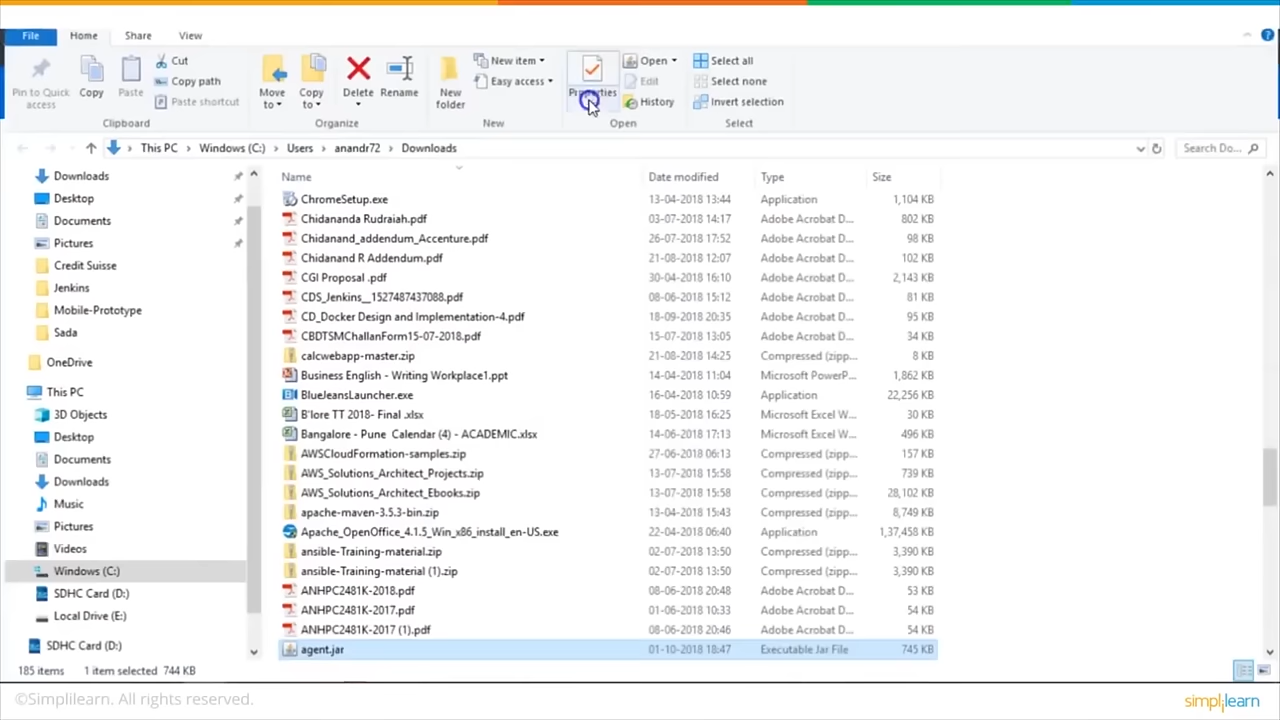 File Home Share View
Pin to Quick access
Copy
Paste
Cut
Copy path
Paste shortcut
Clipboard
Move to
Copy to
Delete
Rename
Organize
New folder
New item
Easy access
New
Properties
Open
Edit
History
Open
Select all
Select none
Invert selection
Select
This PC > Windows (C:) > Users > anandr72 > Downloads
Search Do...
Downloads
Desktop
Documents
Pictures
Credit Suisse
Jenkins
Mobile-Prototype
Sada
OneDrive
This PC
3D Objects
Desktop
Documents
Downloads
Music
Pictures
Videos
Windows (C:)
SDHC Card (D:)
Local Drive (E:)
SDHC Card (D:)
Name Date modified Type Size
ChromeSetup.exe 13-04-2018 13:44 Application 1,104 KB
Chidananda Rudraiah.pdf 03-07-2018 14:17 Adobe Acrobat D... 802 KB
Chidanand_addendum_Accenture.pdf 26-07-2018 17:52 Adobe Acrobat D... 98 KB
Chidanand R Addendum.pdf 21-08-2018 12:07 Adobe Acrobat D... 102 KB
CGI Proposal .pdf 30-04-2018 16:10 Adobe Acrobat D... 2,143 KB
CDS_Jenkins__1527487437088.pdf 08-06-2018 15:12 Adobe Acrobat D... 81 KB
CD_Docker Design and Implementation-4.pdf 18-09-2018 20:35 Adobe Acrobat D... 95 KB
CBDTSMChallanForm15-07-2018.pdf 15-07-2018 13:05 Adobe Acrobat D... 34 KB
calcwebapp-master.zip 21-08-2018 14:25 Compressed (zipp... 8 KB
Business English - Writing Workplace1.ppt 14-04-2018 11:04 Microsoft PowerP... 1,862 KB
BlueJeansLauncher.exe 16-04-2018 10:59 Application 22,256 KB
B'lore TT 2018- Final .xlsx 18-05-2018 16:25 Microsoft Excel W... 30 KB
Bangalore - Pune Calendar (4) - ACADEMIC.xlsx 14-06-2018 17:13 Microsoft Excel W... 496 KB
AWSCloudFormation-samples.zip 27-06-2018 06:13 Compressed (zipp... 157 KB
AWS_Solutions_Architect_Projects.zip 13-07-2018 15:58 Compressed (zipp... 739 KB
AWS_Solutions_Architect_Ebooks.zip 13-07-2018 15:58 Compressed (zipp... 28,102 KB
apache-maven-3.5.3-bin.zip 13-04-2018 15:43 Compressed (zipp... 8,749 KB
Apache_OpenOffice_4.1.5_Win_x86_install_en-US.exe 22-04-2018 06:40 Application 1,37,458 KB
ansible-Training-material.zip 02-07-2018 13:50 Compressed (zipp... 3,390 KB
ansible-Training-material (1).zip 02-07-2018 13:50 Compressed (zipp... 3,390 KB
ANHPC2481K-2018.pdf 08-06-2018 20:48 Adobe Acrobat D... 53 KB
ANHPC2481K-2017.pdf 01-06-2018 10:33 Adobe Acrobat D... 54 KB
ANHPC2481K-2017 (1).pdf 08-06-2018 20:46 Adobe Acrobat D... 54 KB
agent.jar 01-10-2018 18:47 Executable Jar File 745 KB
185 items 1 item selected 744 KB
©Simplilearn. All rights reserved.
simplilearn